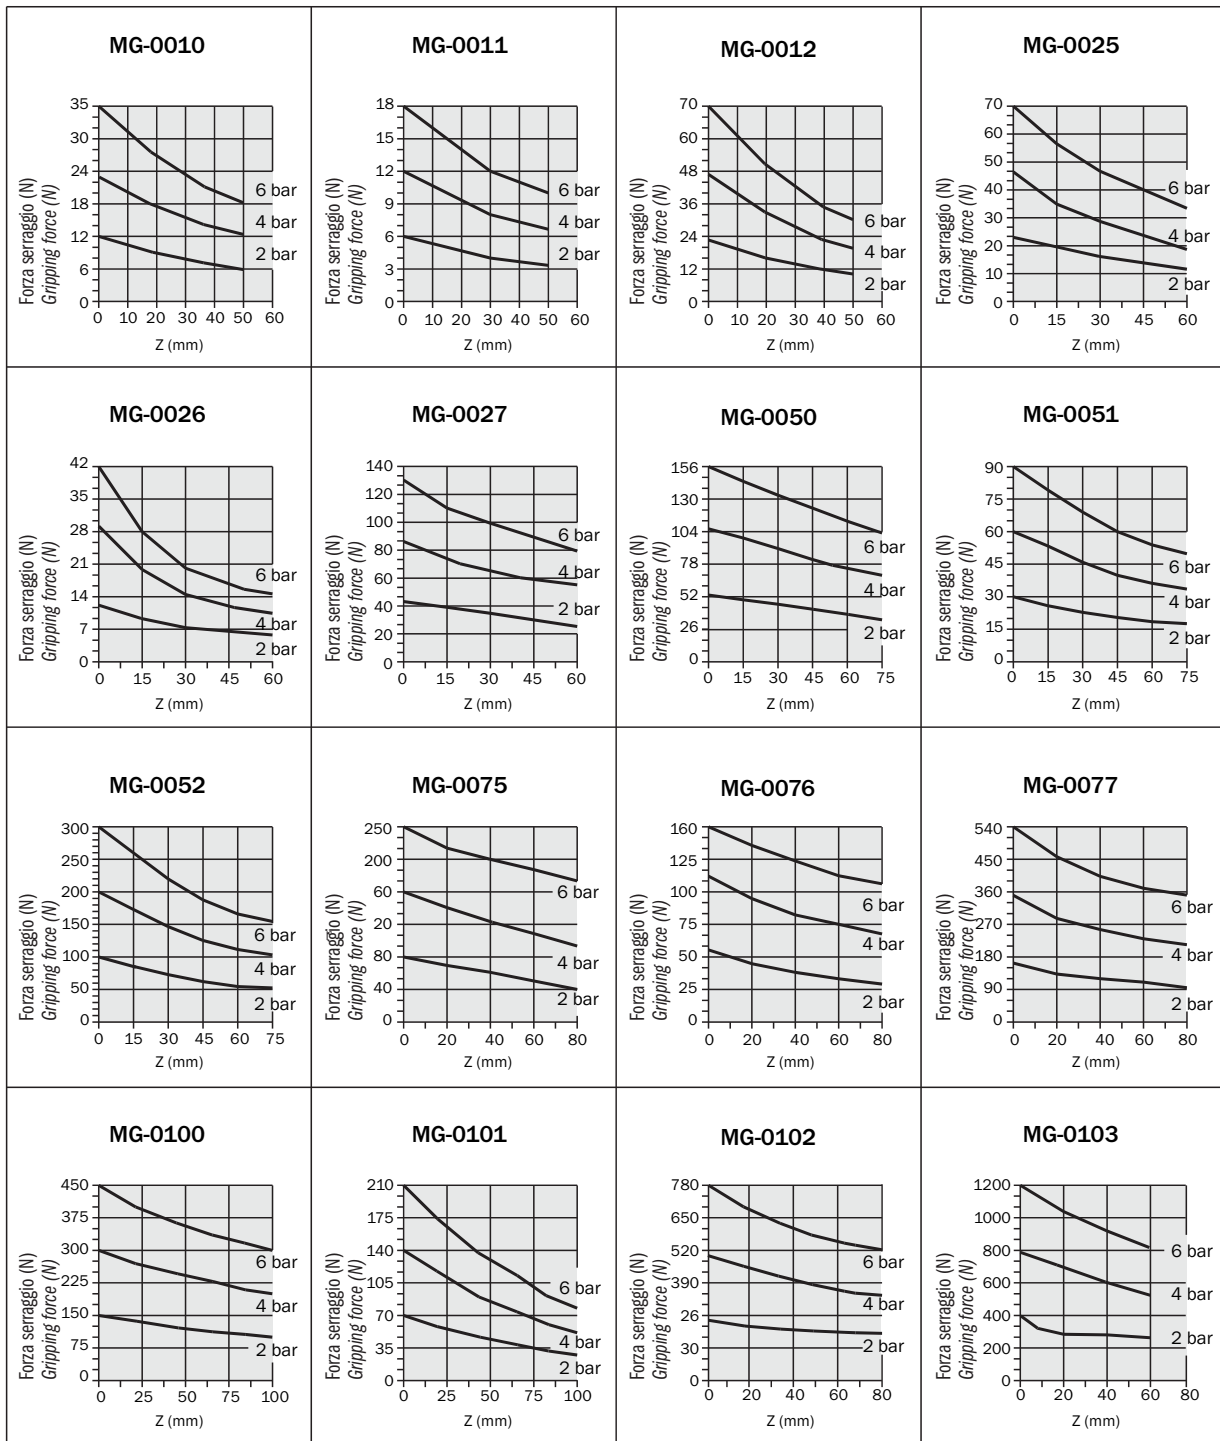 MG-0010
35
30
24
18
12
6
0
0 10 20 30 40 50 60
6 bar
4 bar
2 bar
Forza serraggio (N)
Gripping force (N)
Z (mm)
MG-0011
18
15
12
9
6
3
0
0 10 20 30 40 50 60
6 bar
4 bar
2 bar
Forza serraggio (N)
Gripping force (N)
Z (mm)
MG-0012
70
60
48
36
24
12
0
0 10 20 30 40 50 60
6 bar
4 bar
2 bar
Forza serraggio (N)
Gripping force (N)
Z (mm)
MG-0025
70
60
50
40
30
20
10
0
0 15 30 45 60
6 bar
4 bar
2 bar
Forza serraggio (N)
Gripping force (N)
Z (mm)
MG-0026
42
35
28
21
14
7
0
0 15 30 45 60
6 bar
4 bar
2 bar
Forza serraggio (N)
Gripping force (N)
Z (mm)
MG-0027
140
120
100
80
60
40
20
0
0 15 30 45 60
6 bar
4 bar
2 bar
Forza serraggio (N)
Gripping force (N)
Z (mm)
MG-0050
156
130
104
78
52
26
0
0 15 30 45 60 75
6 bar
4 bar
2 bar
Forza serraggio (N)
Gripping force (N)
Z (mm)
MG-0051
90
75
60
45
30
15
0
0 15 30 45 60 75
6 bar
4 bar
2 bar
Forza serraggio (N)
Gripping force (N)
Z (mm)
MG-0052
300
250
200
150
100
50
0
0 15 30 45 60 75
6 bar
4 bar
2 bar
Forza serraggio (N)
Gripping force (N)
Z (mm)
MG-0075
250
200
60
20
80
40
0
0 20 40 60 80
6 bar
4 bar
2 bar
Forza serraggio (N)
Gripping force (N)
Z (mm)
MG-0076
160
125
100
75
50
25
0
0 20 40 60 80
6 bar
4 bar
2 bar
Forza serraggio (N)
Gripping force (N)
Z (mm)
MG-0077
540
450
360
270
180
90
0
0 20 40 60 80
6 bar
4 bar
2 bar
Forza serraggio (N)
Gripping force (N)
Z (mm)
MG-0100
450
375
300
225
150
75
0
0 25 50 75 100
6 bar
4 bar
2 bar
Forza serraggio (N)
Gripping force (N)
Z (mm)
MG-0101
210
175
140
105
70
35
0
0 25 50 75 100
6 bar
4 bar
2 bar
Forza serraggio (N)
Gripping force (N)
Z (mm)
MG-0102
780
650
520
390
26
30
0
0 20 40 60 80
6 bar
4 bar
2 bar
Forza serraggio (N)
Gripping force (N)
Z (mm)
MG-0103
1200
1000
800
600
400
200
0
0 20 40 60 80
6 bar
4 bar
2 bar
Forza serraggio (N)
Gripping force (N)
Z (mm)